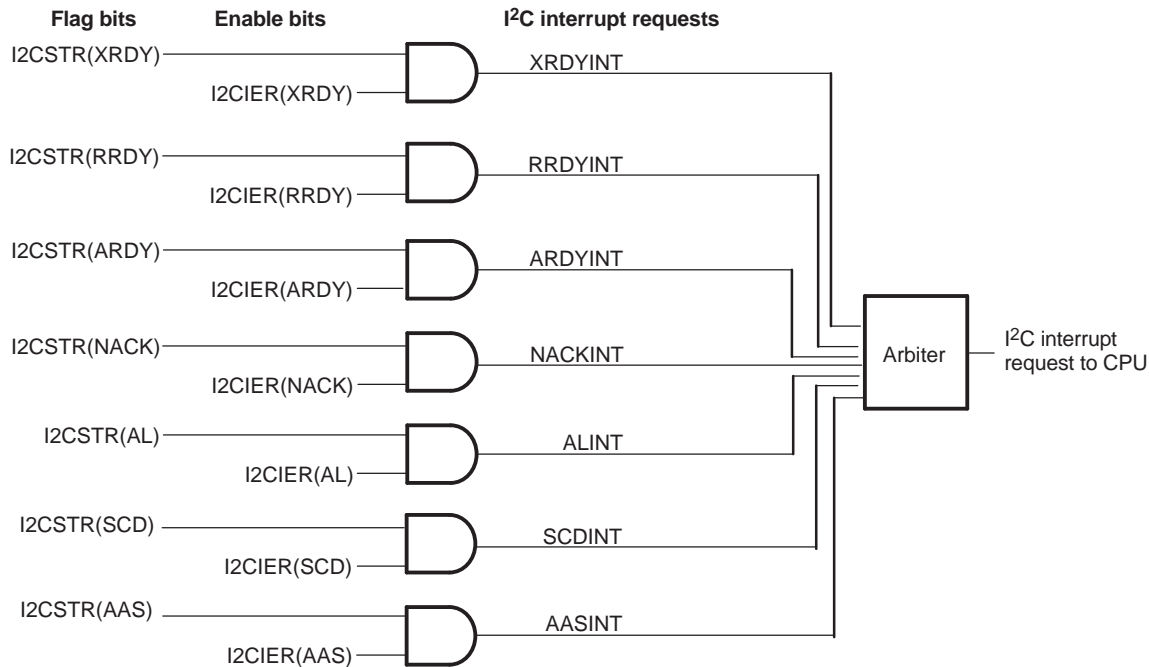 Flag bits Enable bits I²C interrupt requests
I2CSTR(XRDY)
XRDYINT
I2CIER(XRDY)
I2CSTR(RRDY)
RRDYINT
I2CIER(RRDY)
I2CSTR(ARDY)
ARDYINT
I2CIER(ARDY)
I2CSTR(NACK)
NACKINT
I2CIER(NACK)
Arbiter
I²C interrupt
request to CPU
I2CSTR(AL)
ALINT
I2CIER(AL)
I2CSTR(SCD)
SCDINT
I2CIER(SCD)
I2CSTR(AAS)
AASINT
I2CIER(AAS)